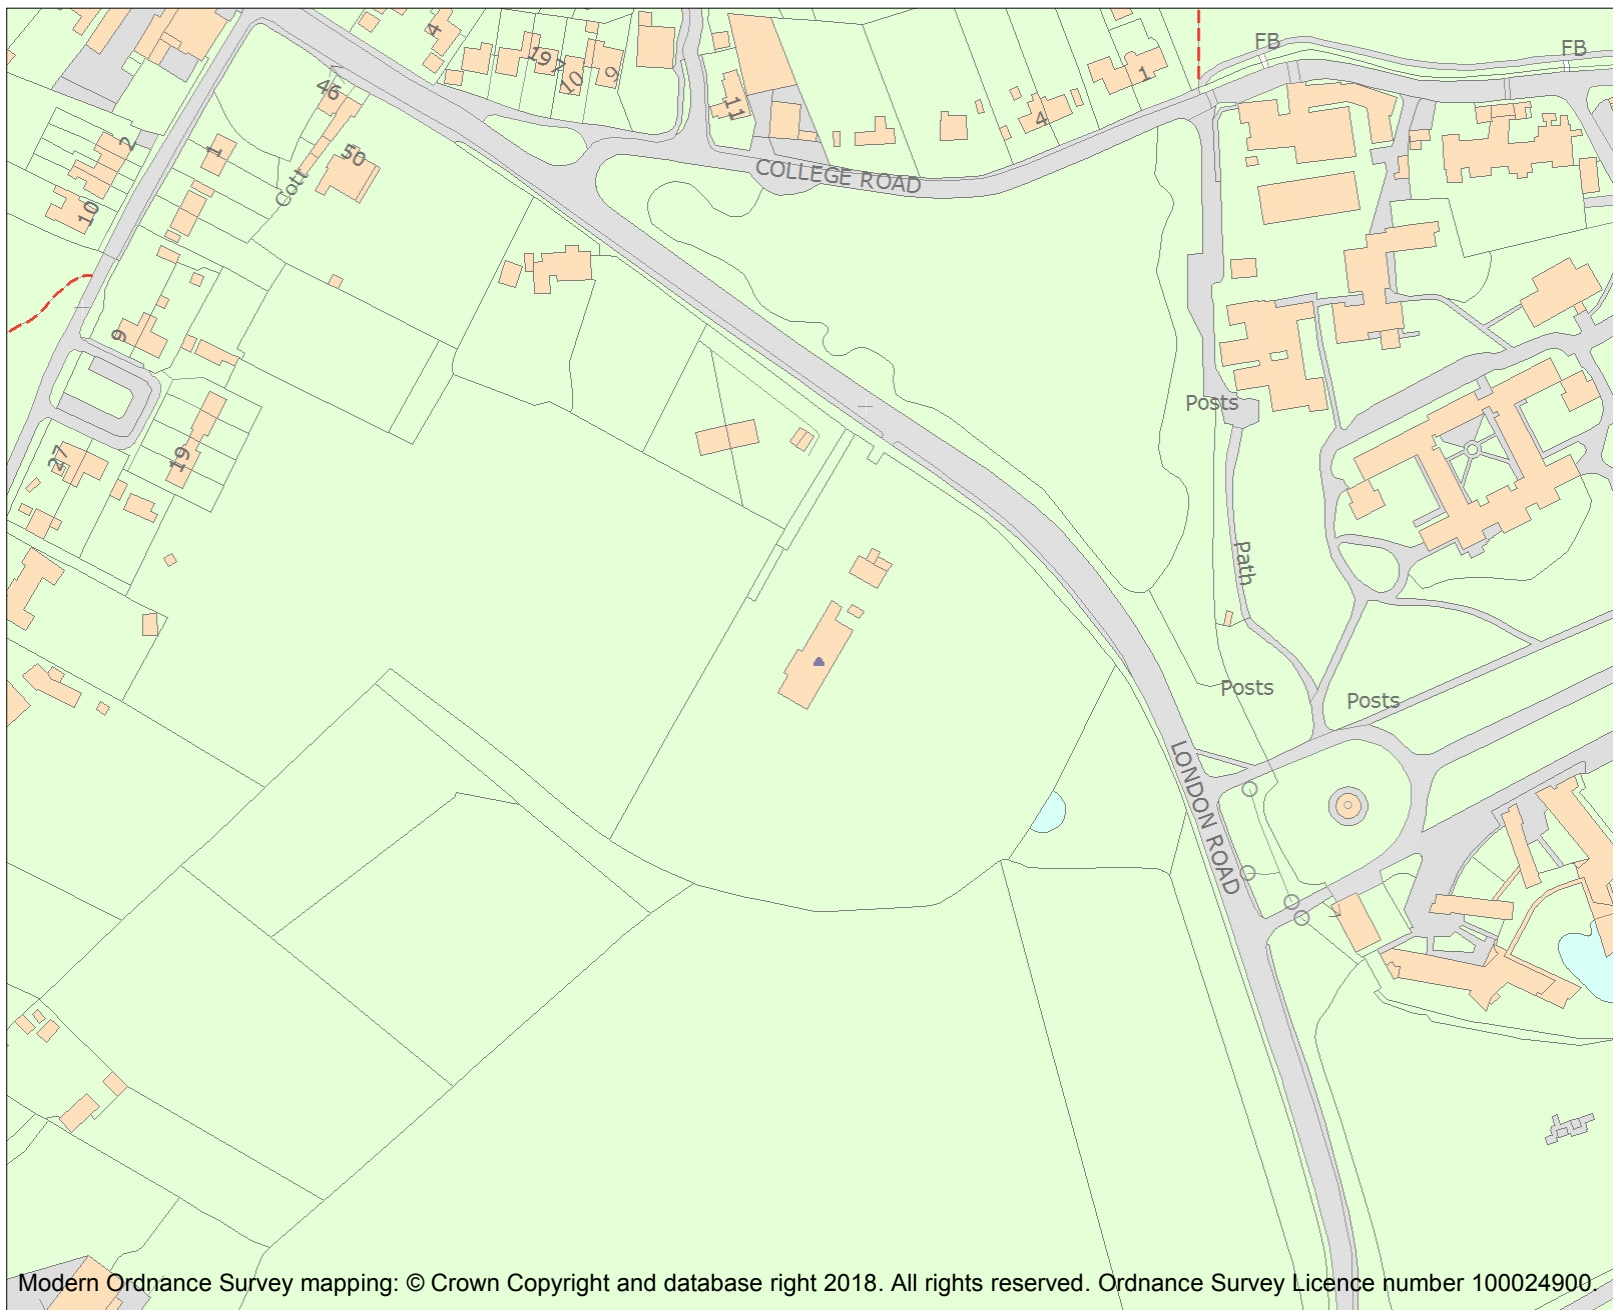 FB
FB
4
197
10
9
1
46
11
4
2
1
50
COLLEGE ROAD
Cott
10
9
Posts
27
19
Path
Posts
Posts
LONDON ROAD
Modern Ordnance Survey mapping: © Crown Copyright and database right 2018. All rights reserved. Ordnance Survey Licence number 100024900.